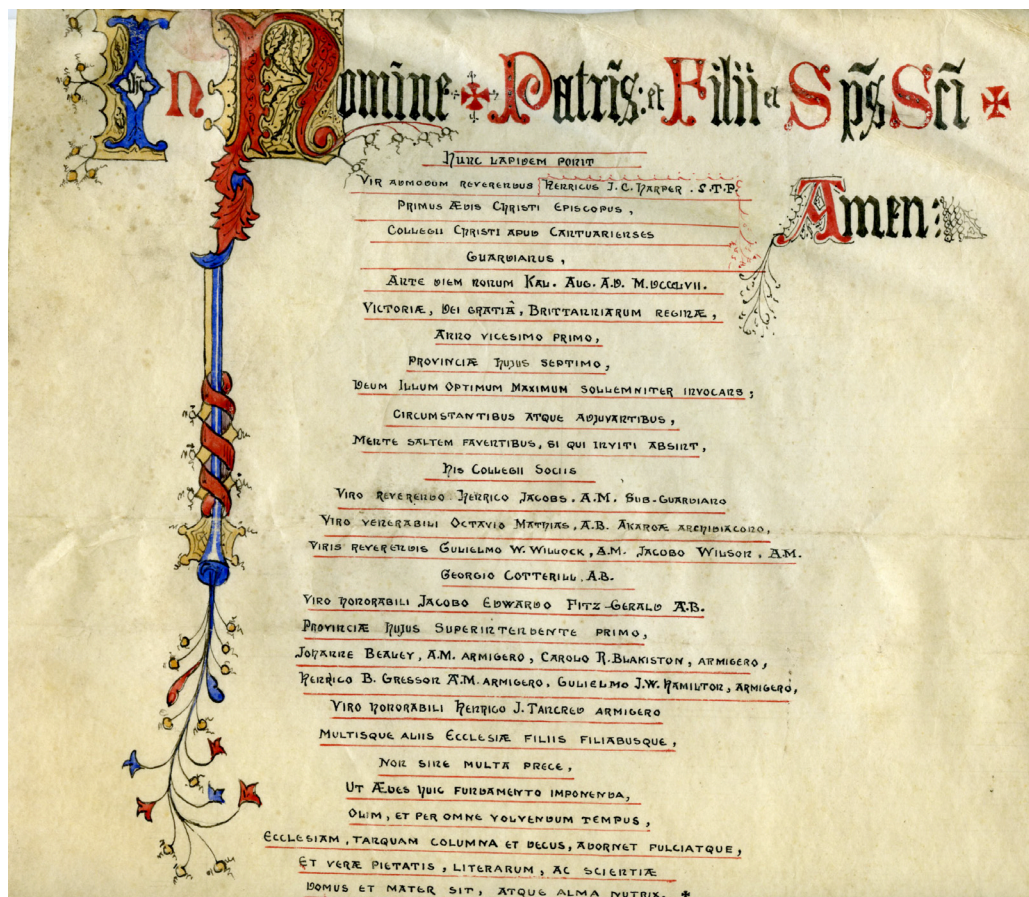 In Nomine ✠ Patris: et Filii et Sp̃s Sc̃i ✠
Amen:
HUNC LAPIDEM PONIT
VIR ADMODUM REVERENDUS HENRICUS J. C. HARPER . S.T.P.
PRIMUS ÆDIS CHRISTI EPISCOPUS,
COLLEGII CHRISTI APUD CANTUARIENSES
GUARDIANUS,
ANTE DIEM NONUM KAL. AUG. A.D. M.DCCCLVII.
VICTORIÆ, DEI GRATIÂ, BRITTANNIARUM REGINÆ,
ANNO VICESIMO PRIMO,
PROVINCIÆ HUJUS SEPTIMO,
DEUM ILLUM OPTIMUM MAXIMUM SOLLEMNITER INVOCANS;
CIRCUMSTANTIBUS ATQUE ADJUVANTIBUS,
MENTE SALTEM FAVENTIBUS, SI QUI INVITI ABSINT,
HIS COLLEGII SOCIIS
VIRO REVERENDO HENRICO JACOBS. A.M. SUB-GUARDIANO
VIRO VENERABILI OCTAVIO MATHIAS, A.B. AKAROÆ ARCHIDIACONO,
VIRIS REVERENDIS GULIELMO W. WILLOCK, A.M. JACOBO WILSON, A.M.
GEORGIO COTTERILL, A.B.
VIRO HONORABILI JACOBO EDWARDO FITZ-GERALD A.B.
PROVINCIÆ HUJUS SUPERINTENDENTE PRIMO,
JOHANNE BEALEY, A.M. ARMIGERO, CAROLO R. BLAKISTON, ARMIGERO,
HENRICO B. GRESSON A.M. ARMIGERO, GULIELMO J.W. HAMILTON, ARMIGERO,
VIRO HONORABILI HENRICO J. TANCRED ARMIGERO
MULTISQUE ALIIS ECCLESIÆ FILIIS FILIABUSQUE,
NON SINE MULTA PRECE,
UT ÆDES HUIC FUNDAMENTO IMPONENDA,
OLIM, ET PER OMNE VOLVENDUM TEMPUS,
ECCLESIAM, TANQUAM COLUMNA ET DECUS, ADORNET FULCIATQUE,
ET VERÆ PIETATIS, LITERARUM, AC SCIENTIÆ
DOMUS ET MATER SIT, ATQUE ALMA NUTRIX. ✠